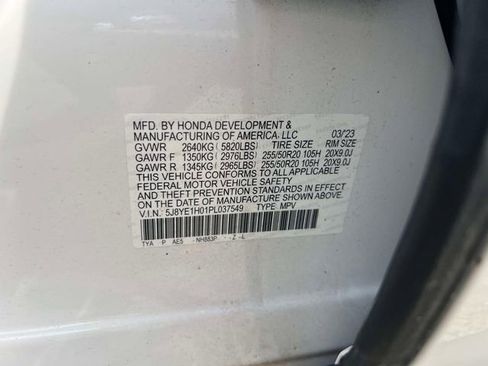 MFD. BY HONDA DEVELOPMENT &
MANUFACTURING OF AMERICA, LLC 03/'23
GVWR 2640KG (5820LBS) TIRE SIZE RIM SIZE
GAWR F 1350KG (2976LBS) 255/50R20 105H 20X9.0J
GAWR R 1345KG (2965LBS) 255/50R20 105H 20X9.0J
THIS VEHICLE CONFORMS TO ALL APPLICABLE
FEDERAL MOTOR VEHICLE SAFETY
AND THEFT PREVENTION STANDARDS IN EFFECT
ON THE DATE OF MANUFACTURE SHOWN ABOVE.
V.I.N.: 5J8YE1H01PL037549 TYPE: MPV
TYA P AE5 NH883P - Z - L